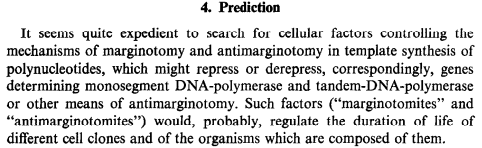 4. Prediction
It seems quite expedient to search for cellular factors controlling the
mechanisms of marginotomy and antimarginotomy in template synthesis of
polynucleotides, which might repress or derepress, correspondingly, genes
determining monosegment DNA-polymerase and tandem-DNA-polymerase
or other means of antimarginotomy. Such factors ("marginotomites" and
"antimarginotomites") would, probably, regulate the duration of life of
different cell clones and of the organisms which are composed of them.